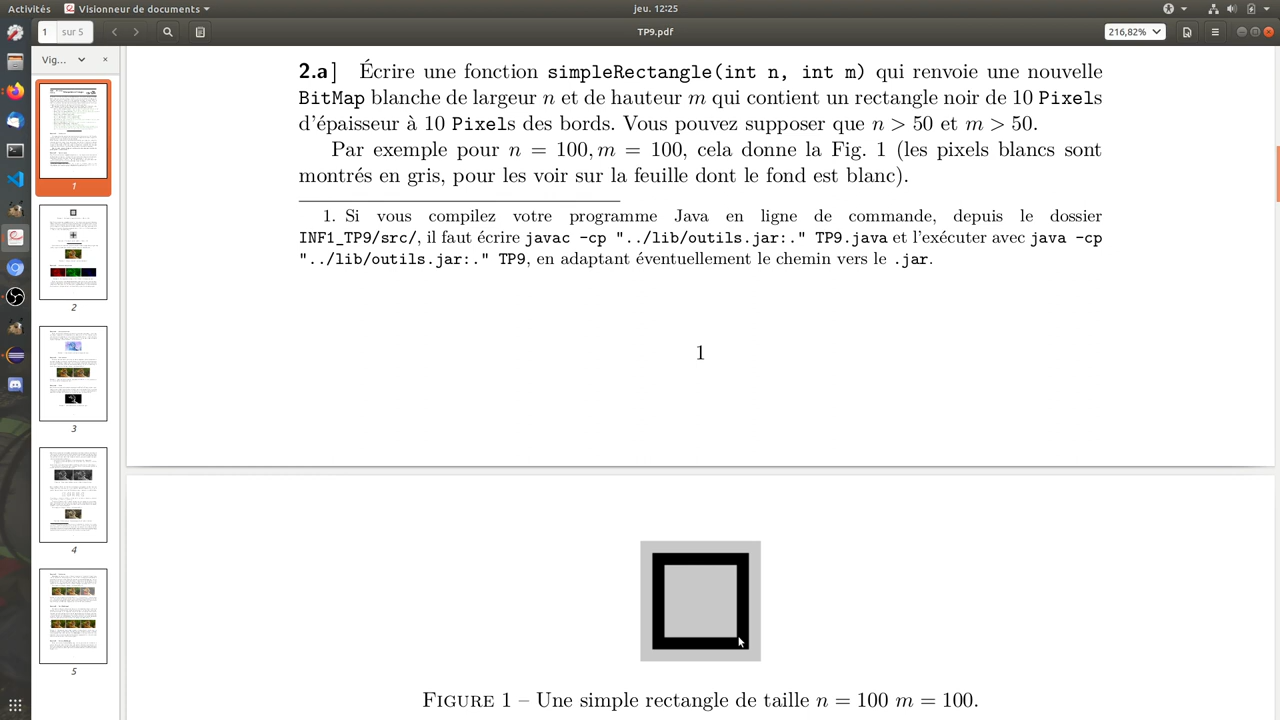 Activités
Visionneur de documents
jeu. 12:25
1
sur 5
TP9.pdf
216,82%
Vig…
1
2
3
4
5
2.a] Écrire une fonction simpleRectangle(int n, int m) qui renvoie une nouvelle
BitMap blanche de largeur n et de hauteur m qui contient un rectangle noir de 10 Pixels
d'épaisseur à 10 Pixels des bords. Vous pouvez supposer que n > 50 et m > 50.
Par exemple pour n = 100, m = 100, cela donne la Fig. 1 (les pixels blancs sont
montrés en gris, pour les voir sur la feuille dont le fond est blanc).
1. Si vous compilez votre programme Java en ligne de commande, depuis le dossier
INF1_TP9/src/ il faut écrire javac -cp "../lib/outils.jar:." TP9.java et l'exécuter avec java -cp
"../lib/outils.jar:." TP9, en adaptant éventuellement le chemin vers le .jar.
1
FIGURE 1 – Une simple rectangle de taille n = 100 m = 100.